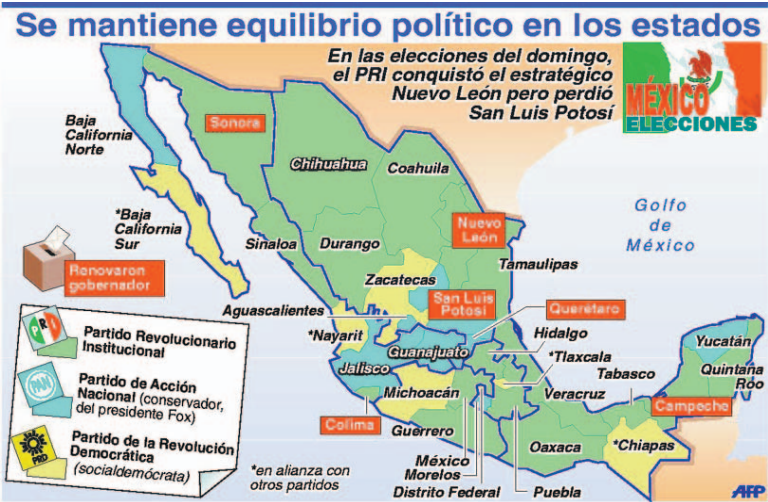 Se mantiene equilibrio político en los estados
En las elecciones del domingo,
el PRI conquistó el estratégico
Nuevo León pero perdió
San Luis Potosí
MÉXICO
ELECCIONES
Baja
California
Norte
Sonora
Chihuahua
Coahuila
*Baja
California
Sur
Golfo
de
México
Nuevo
León
Sinaloa
Durango
Tamaulipas
Renovaron
gobernador
Zacatecas
San Luis
Potosí
Aguascalientes
Querétaro
*Nayarit
Hidalgo
Guanajuato
*Tlaxcala
Yucatán
Jalisco
Tabasco
Quintana
Roo
Michoacán
Veracruz
Campeche
Colima
Guerrero
Oaxaca
*Chiapas
México
Morelos
Distrito Federal
Puebla
PRI
Partido Revolucionario
Institucional
PAN
Partido de Acción
Nacional (conservador,
del presidente Fox)
PRD
Partido de la Revolución
Democrática
(socialdemócrata)
*en alianza con
otros partidos
AFP